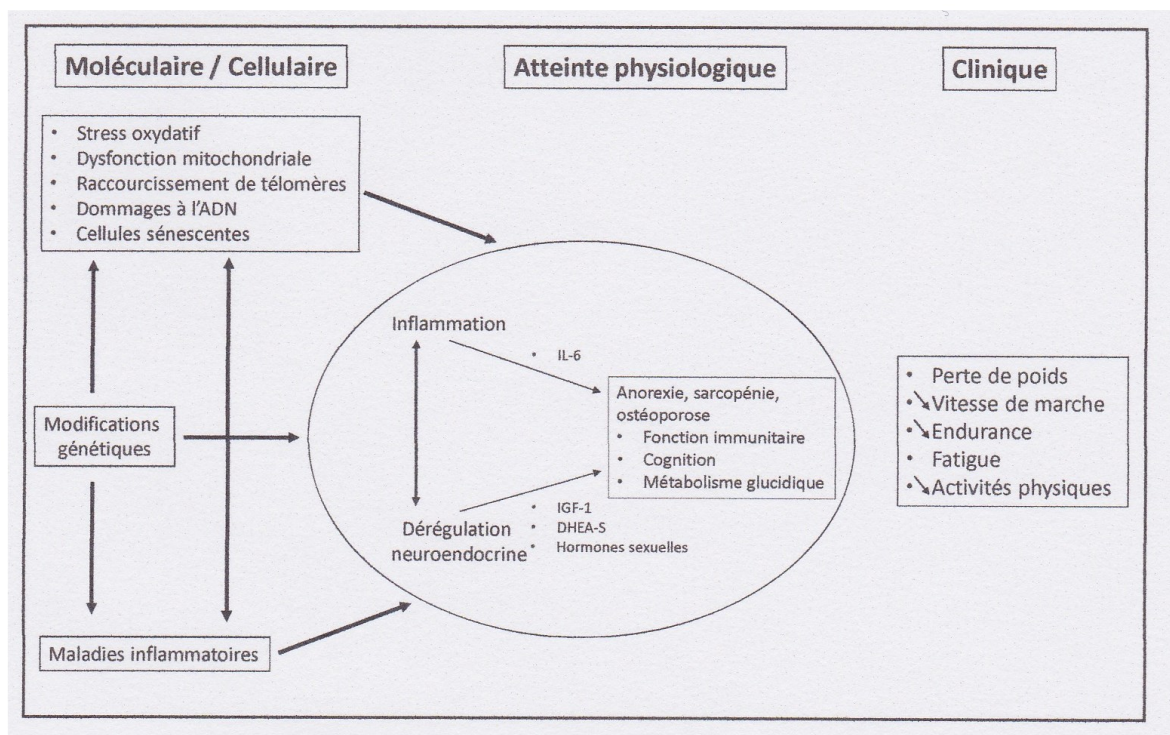 Moléculaire / Cellulaire
Atteinte physiologique
Clinique
• Stress oxydatif
• Dysfonction mitochondriale
• Raccourcissement de télomères
• Dommages à l'ADN
• Cellules sénescentes
Modifications
génétiques
Maladies inflammatoires
Inflammation
• IL-6
Anorexie, sarcopénie,
ostéoporose
• Fonction immunitaire
• Cognition
• Métabolisme glucidique
Dérégulation
neuroendocrine
• IGF-1
• DHEA-S
• Hormones sexuelles
• Perte de poids
• ↘Vitesse de marche
• ↘Endurance
• Fatigue
• ↘Activités physiques